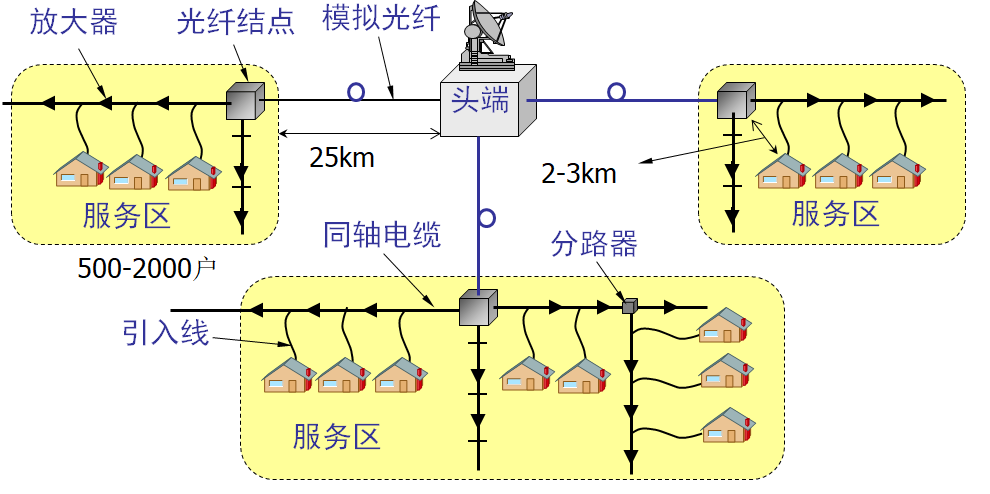 放大器
光纤结点
模拟光纤
头端
25km
2-3km
服务区
服务区
500-2000户
同轴电缆
分路器
引入线
服务区